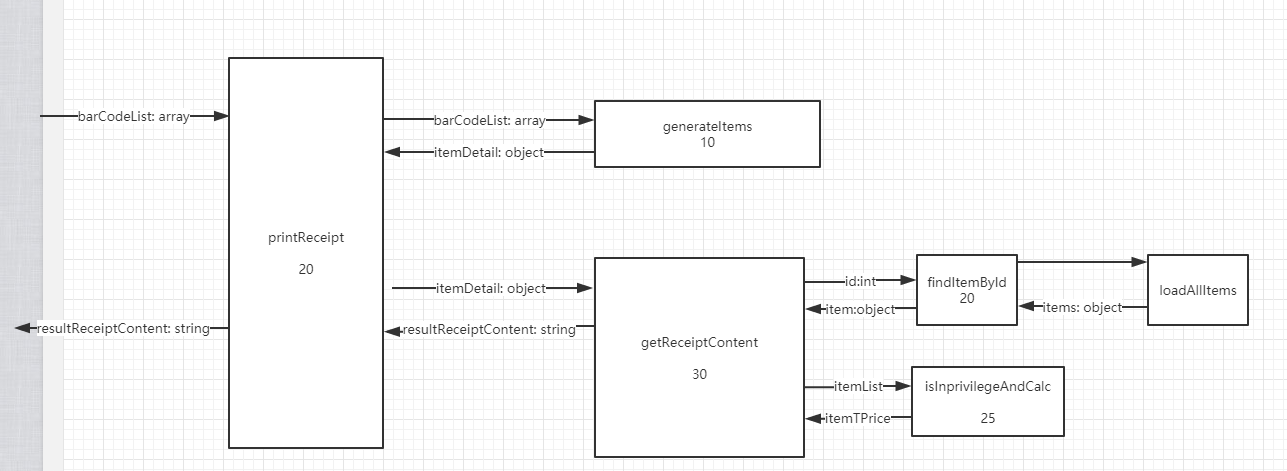 barCodeList: array
printReceipt
20
resultReceiptContent: string
barCodeList: array
itemDetail: object
generateItems
10
itemDetail: object
resultReceiptContent: string
getReceiptContent
30
id:int
item:object
findItemById
20
items: object
loadAllItems
itemList
itemTPrice
isInprivilegeAndCalc
25